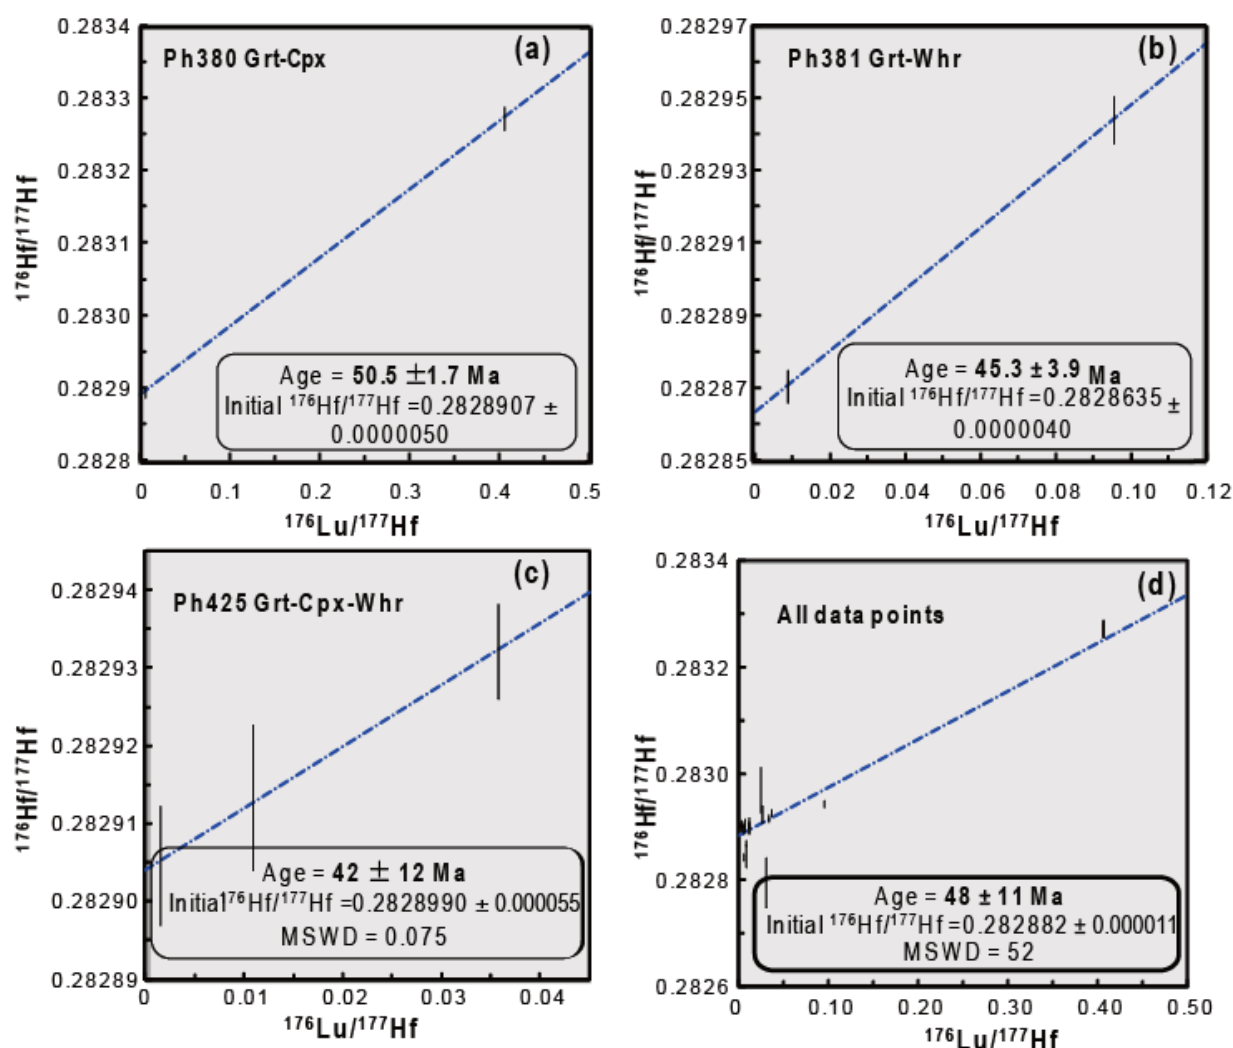 (a)
Ph380 Grt-Cpx
0.2834
0.2833
0.2832
0.2831
0.2830
0.2829
0.2828
¹⁷⁶Hf/¹⁷⁷Hf
Age = 50.5 ±1.7 Ma
Initial ¹⁷⁶Hf/¹⁷⁷Hf =0.2828907 ±
0.0000050
0 0.1 0.2 0.3 0.4 0.5
¹⁷⁶Lu/¹⁷⁷Hf
(b)
Ph381 Grt-Whr
0.28297
0.28295
0.28293
0.28291
0.28289
0.28287
0.28285
¹⁷⁶Hf/¹⁷⁷Hf
Age = 45.3 ±3.9 Ma
Initial ¹⁷⁶Hf/¹⁷⁷Hf =0.2828635 ±
0.0000040
0 0.02 0.04 0.06 0.08 0.10 0.12
¹⁷⁶Lu/¹⁷⁷Hf
(c)
Ph425 Grt-Cpx-Whr
0.28294
0.28293
0.28292
0.28291
0.28290
0.28289
¹⁷⁶Hf/¹⁷⁷Hf
Age = 42 ± 12 Ma
Initial¹⁷⁶Hf/¹⁷⁷Hf =0.2828990 ± 0.000055
MSWD = 0.075
0 0.01 0.02 0.03 0.04
¹⁷⁶Lu/¹⁷⁷Hf
(d)
All data points
0.2834
0.2832
0.2830
0.2828
0.2826
¹⁷⁶Hf/¹⁷⁷Hf
Age = 48 ± 11 Ma
Initial ¹⁷⁶Hf/¹⁷⁷Hf =0.282882 ± 0.000011
MSWD = 52
0 0.10 0.20 0.30 0.40 0.50
¹⁷⁶Lu/¹⁷⁷Hf